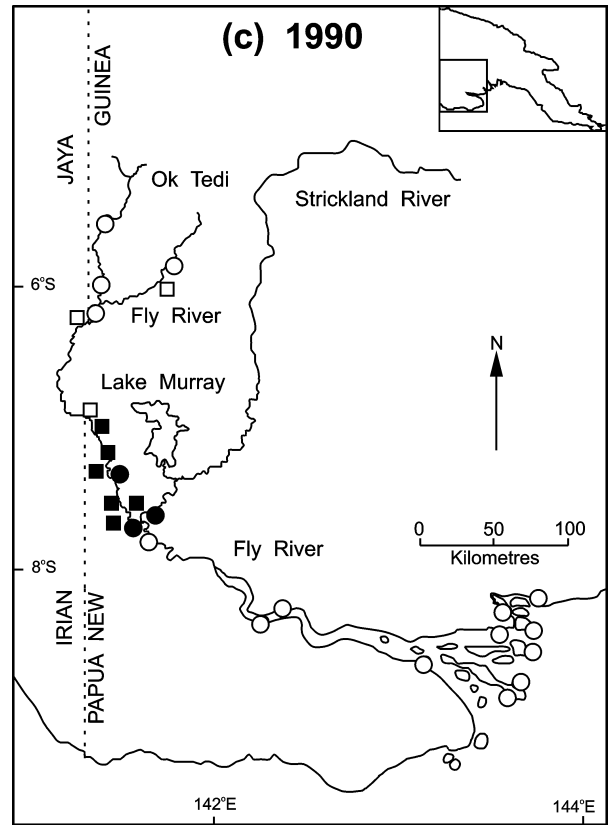 (c) 1990
GUINEA
JAYA
Ok Tedi
Strickland River
6°S
Fly River
N
Lake Murray
0 50 100
Kilometres
Fly River
8°S
IRIAN
PAPUA NEW
142°E
144°E